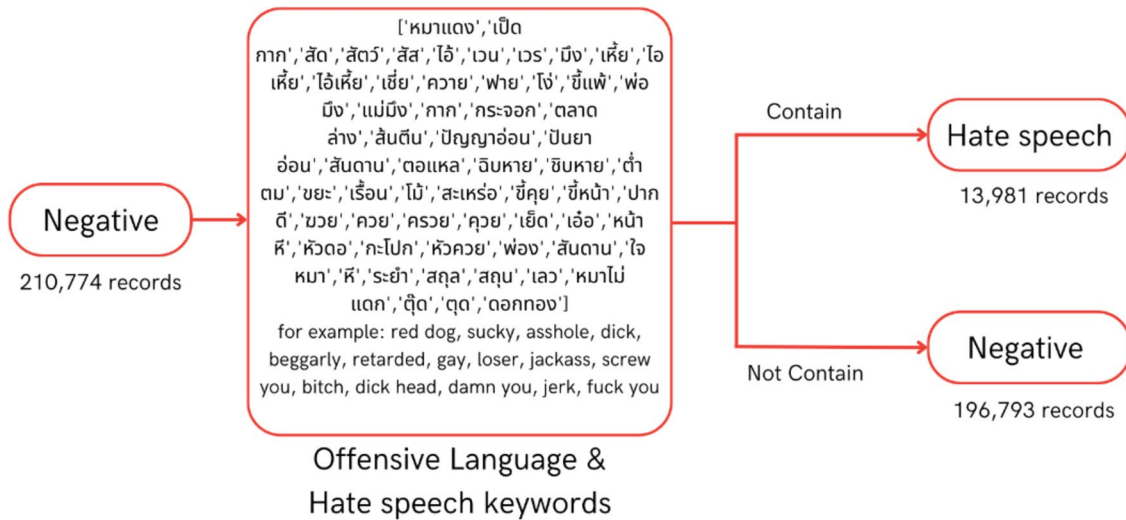 Negative
210,774 records
['หมาแดง','เป็ด
กาก','สัด','สัตว์','สัส','ไอ้','เวน','เวร','มึง','เหี้ย','ไอ
เหี้ย','ไอ้เหี้ย','เชี่ย','ควาย','ฟาย','โง่','ขี้แพ้','พ่อ
มึง','แม่มึง','กาก','กระจอก','ตลาด
ล่าง','ส้นตีน','ปัญญาอ่อน','ปันยา
อ่อน','สันดาน','ตอแหล','ฉิบหาย','ชิบหาย','ต่ำ
ตม','ขยะ','เรื้อน','โม้','สะเหร่อ','ขี้คุย','ขี้หน้า','ปาก
ดี','ฆวย','ควย','ครวย','คุวย','เย็ด','เอ๋อ','หน้า
หี','หัวดอ','กะโปก','หัวควย','พ่อง','สันดาน','ใจ
หมา','หี','ระยำ','สถุล','สถุน','เลว','หมาไม่
แดก','ตุ๊ด','ตุด','ดอกทอง']
for example: red dog, sucky, asshole, dick,
beggarly, retarded, gay, loser, jackass, screw
you, bitch, dick head, damn you, jerk, fuck you
Offensive Language &
Hate speech keywords
Contain
Hate speech
13,981 records
Not Contain
Negative
196,793 records